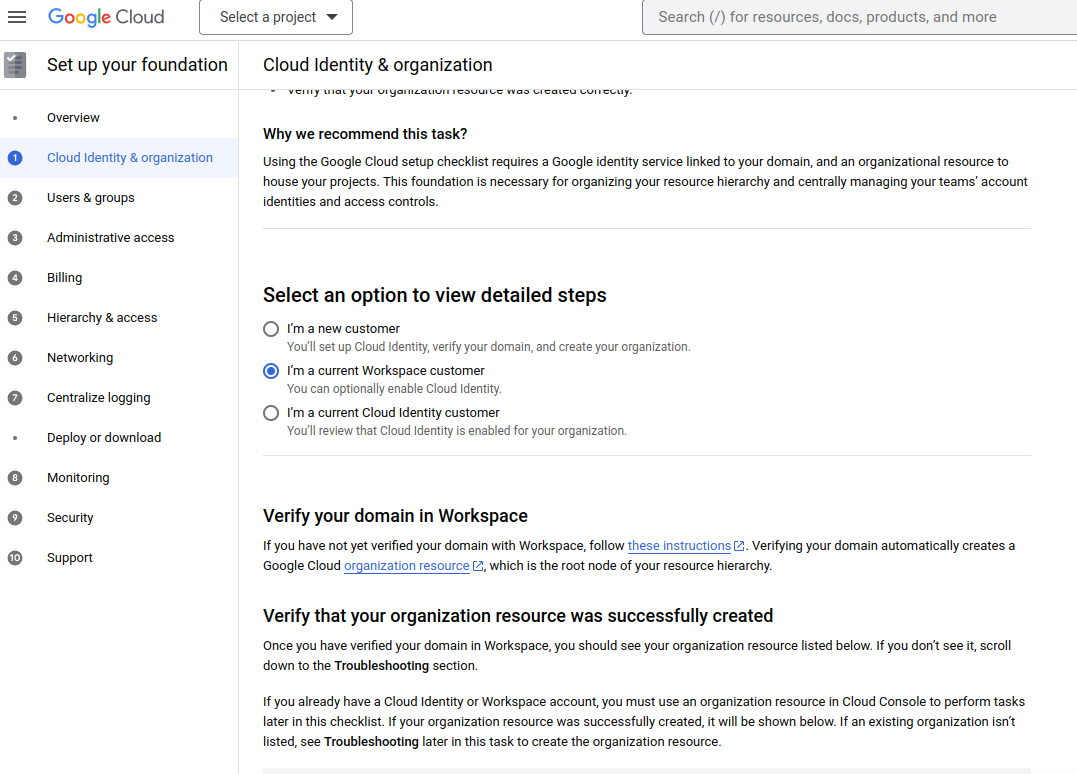 Google Cloud
Select a project
Search (/) for resources, docs, products, and more
Set up your foundation
Overview
1 Cloud Identity & organization
2 Users & groups
3 Administrative access
4 Billing
5 Hierarchy & access
6 Networking
7 Centralize logging
Deploy or download
8 Monitoring
9 Security
10 Support
Cloud Identity & organization
• Verify that your organization resource was created correctly.
Why we recommend this task?
Using the Google Cloud setup checklist requires a Google identity service linked to your domain, and an organizational resource to
house your projects. This foundation is necessary for organizing your resource hierarchy and centrally managing your teams’ account
identities and access controls.
Select an option to view detailed steps
I’m a new customer
You’ll set up Cloud Identity, verify your domain, and create your organization.
I’m a current Workspace customer
You can optionally enable Cloud Identity.
I’m a current Cloud Identity customer
You’ll review that Cloud Identity is enabled for your organization.
Verify your domain in Workspace
If you have not yet verified your domain with Workspace, follow these instructions. Verifying your domain automatically creates a
Google Cloud organization resource, which is the root node of your resource hierarchy.
Verify that your organization resource was successfully created
Once you have verified your domain in Workspace, you should see your organization resource listed below. If you don’t see it, scroll
down to the Troubleshooting section.
If you already have a Cloud Identity or Workspace account, you must use an organization resource in Cloud Console to perform tasks
later in this checklist. If your organization resource was successfully created, it will be shown below. If an existing organization isn’t
listed, see Troubleshooting later in this task to create the organization resource.